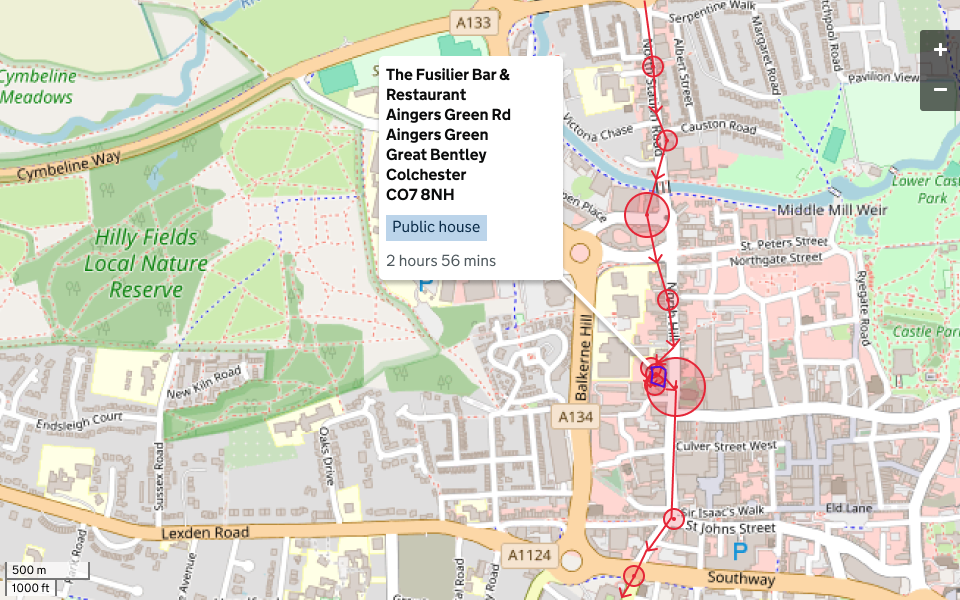 A133
Serpentine Walk
Albert Street
Margaret Road
North Station Road
Pavilion View
+
−
Cymbeline
Meadows
The Fusilier Bar &
Restaurant
Aingers Green Rd
Aingers Green
Great Bentley
Colchester
CO7 8NH
Public house
2 hours 56 mins
Victoria Chase
Causton Road
Cymbeline Way
Lower Cast
Park
Middle Mill Weir
Hilly Fields
Local Nature
Reserve
St. Peters Street
Northgate Street
P
North Hill
Ryegate Road
Castle Park
Balkerne Hill
New Kiln Road
Endsleigh Court
A134
Sussex Road
Oaks Drive
Culver Street West
Sir Isaac's Walk
Eld Lane
St Johns Street
Lexden Road
A1124
P
Southway
500 m
1000 ft
Park Road
Avenue